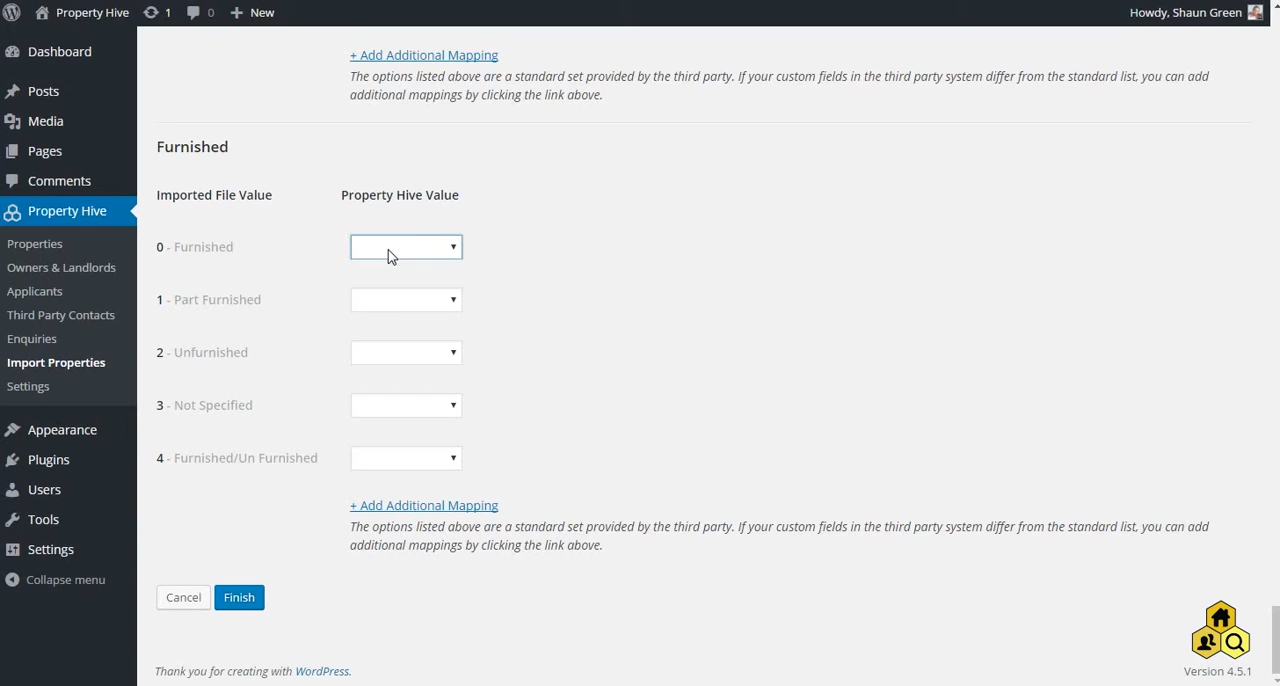 Property Hive 1 0 New Howdy, Shaun Green
Dashboard
Posts
Media
Pages
Comments
Property Hive
Properties
Owners & Landlords
Applicants
Third Party Contacts
Enquiries
Import Properties
Settings
Appearance
Plugins
Users
Tools
Settings
Collapse menu
+ Add Additional Mapping
The options listed above are a standard set provided by the third party. If your custom fields in the third party system differ from the standard list, you can add
additional mappings by clicking the link above.
Furnished
Imported File Value Property Hive Value
0 - Furnished
1 - Part Furnished
2 - Unfurnished
3 - Not Specified
4 - Furnished/Un Furnished
+ Add Additional Mapping
The options listed above are a standard set provided by the third party. If your custom fields in the third party system differ from the standard list, you can add
additional mappings by clicking the link above.
Cancel Finish
Thank you for creating with WordPress.
Version 4.5.1